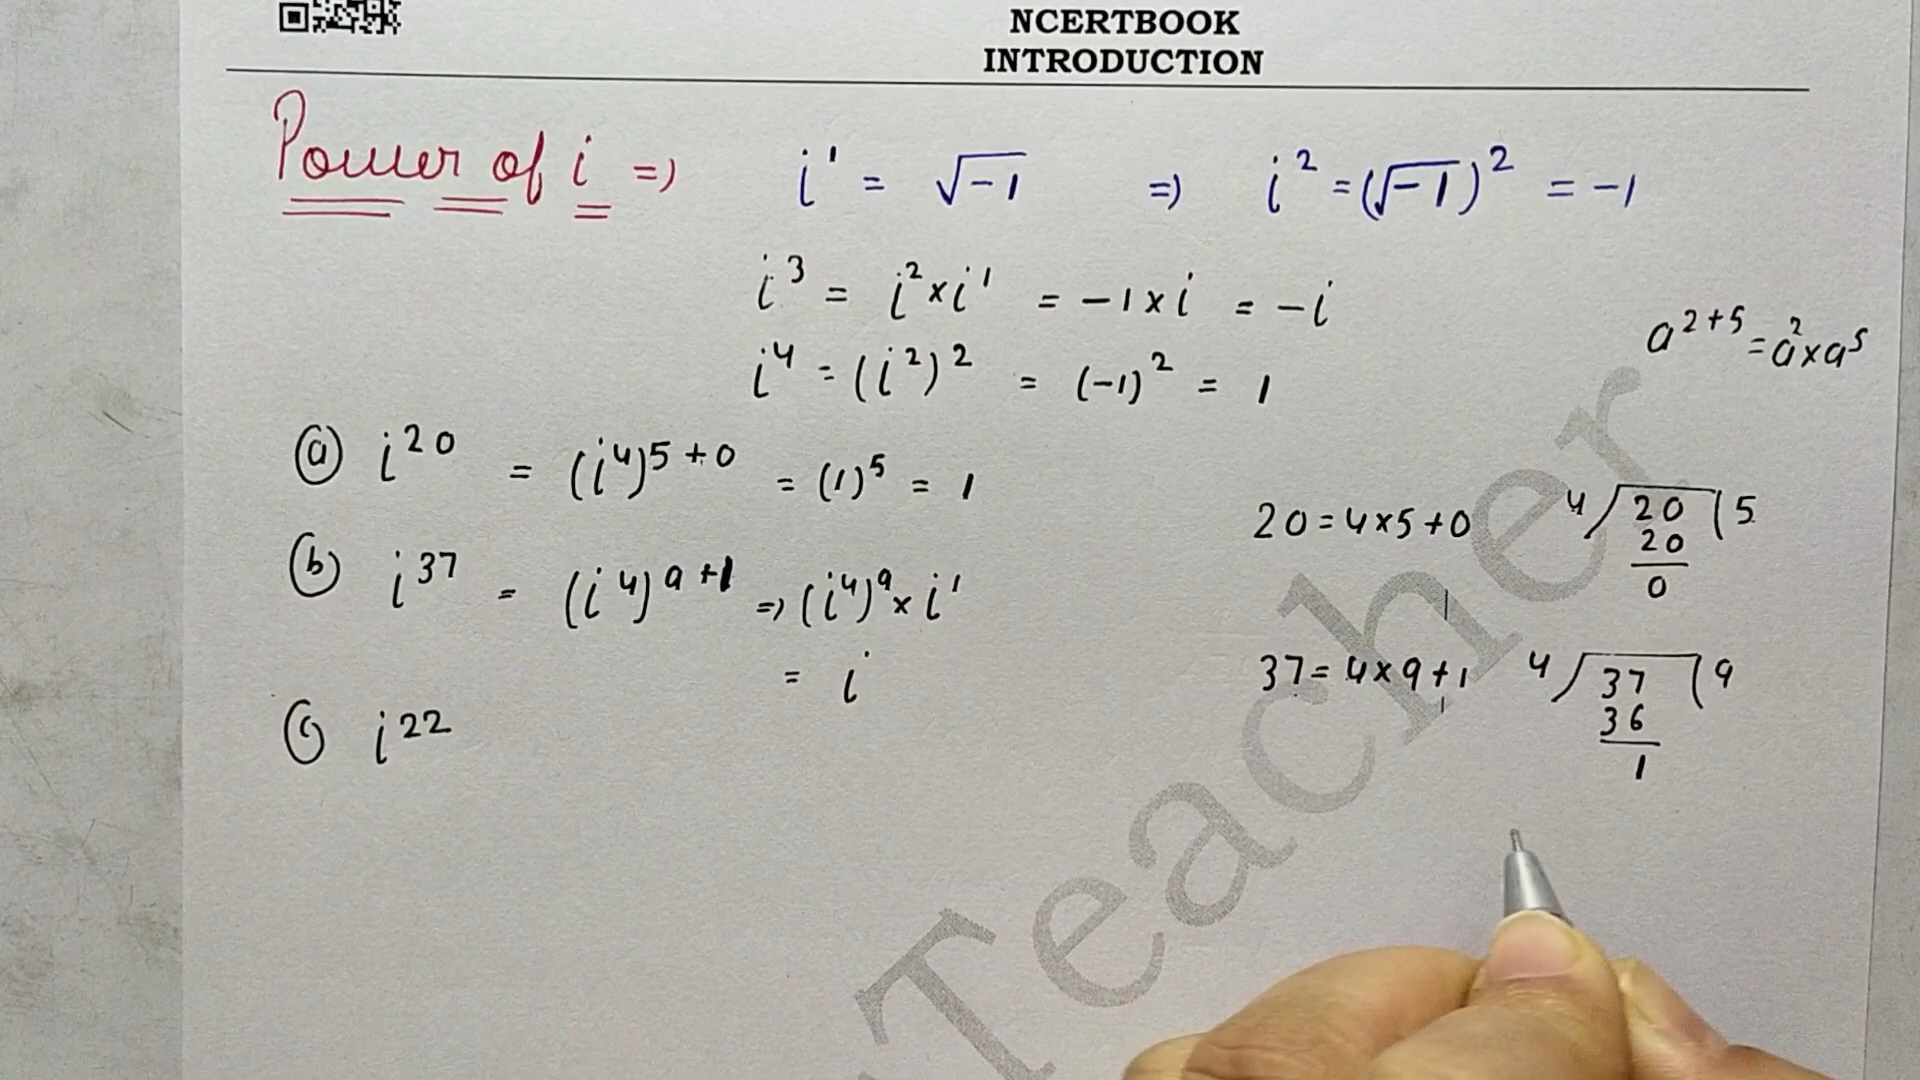 NCERTBOOK
INTRODUCTION
Power of i => i¹ = √-1 => i² = (√-1)² = -1
i³ = i² × i¹ = -1 × i = -i
a²⁺⁵ = a² × a⁵
i⁴ = (i²)² = (-1)² = 1
(a) i²⁰ = (i⁴)⁵⁺⁰ = (1)⁵ = 1
20 = 4×5+0 4) 20 (5
20
0
(b) i³⁷ = (i⁴)⁹⁺¹ => (i⁴)⁹ × i¹
= i
37 = 4×9+1 4) 37 (9
36
1
(c) i²²
Teacher